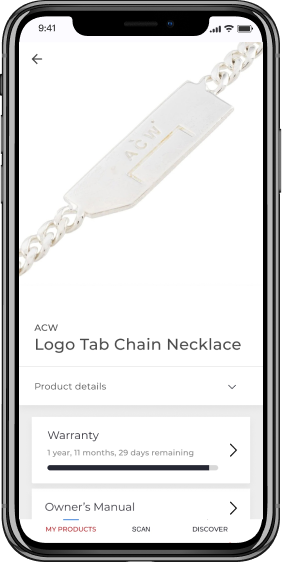 9:41
ACW
ACW
Logo Tab Chain Necklace
Product details
Warranty
1 year, 11 months, 29 days remaining
Owner's Manual
MY PRODUCTS SCAN DISCOVER